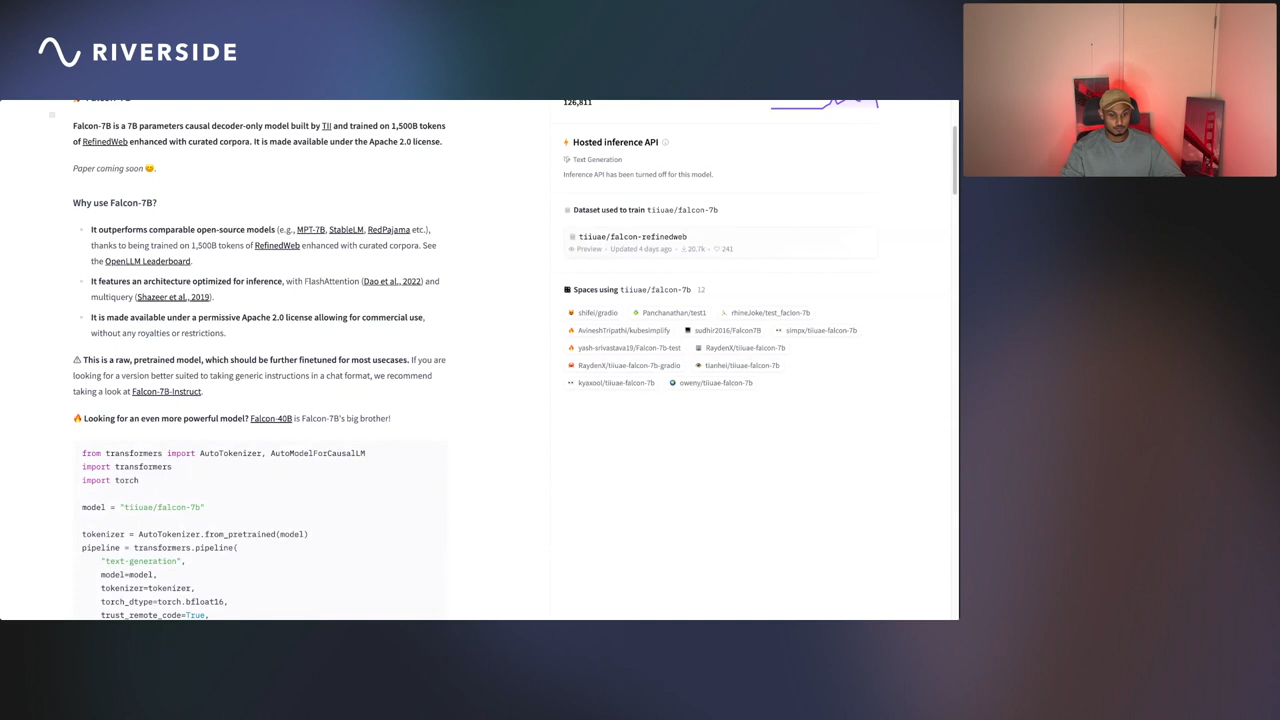 RIVERSIDE
Falcon-7B
Falcon-7B is a 7B parameters causal decoder-only model built by TII and trained on 1,500B tokens
of RefinedWeb enhanced with curated corpora. It is made available under the Apache 2.0 license.
Paper coming soon 😊.
Why use Falcon-7B?
It outperforms comparable open-source models (e.g., MPT-7B, StableLM, RedPajama etc.),
thanks to being trained on 1,500B tokens of RefinedWeb enhanced with curated corpora. See
the OpenLLM Leaderboard.
It features an architecture optimized for inference, with FlashAttention (Dao et al., 2022) and
multiquery (Shazeer et al., 2019).
It is made available under a permissive Apache 2.0 license allowing for commercial use,
without any royalties or restrictions.
⚠ This is a raw, pretrained model, which should be further finetuned for most usecases. If you are
looking for a version better suited to taking generic instructions in a chat format, we recommend
taking a look at Falcon-7B-Instruct.
🔥 Looking for an even more powerful model? Falcon-40B is Falcon-7B's big brother!
from transformers import AutoTokenizer, AutoModelForCausalLM
import transformers
import torch
model = "tiiuae/falcon-7b"
tokenizer = AutoTokenizer.from_pretrained(model)
pipeline = transformers.pipeline(
"text-generation",
model=model,
tokenizer=tokenizer,
torch_dtype=torch.bfloat16,
trust_remote_code=True,
126,811
⚡ Hosted inference API
Text Generation
Inference API has been turned off for this model.
Dataset used to train tiiuae/falcon-7b
tiiuae/falcon-refinedweb
Preview · Updated 4 days ago · 20.7k · 241
Spaces using tiiuae/falcon-7b 12
shifei/gradio Panchanathan/test1 rhineJoke/test_faclon-7b
AvineshTripathi/kubesimplify sudhir2016/Falcon7B simpx/tiiuae-falcon-7b
yash-srivastava19/Falcon-7b-test RaydenX/tiiuae-falcon-7b
RaydenX/tiiuae-falcon-7b-gradio tianhei/tiiuae-falcon-7b
kyaxool/tiiuae-falcon-7b oweny/tiiuae-falcon-7b